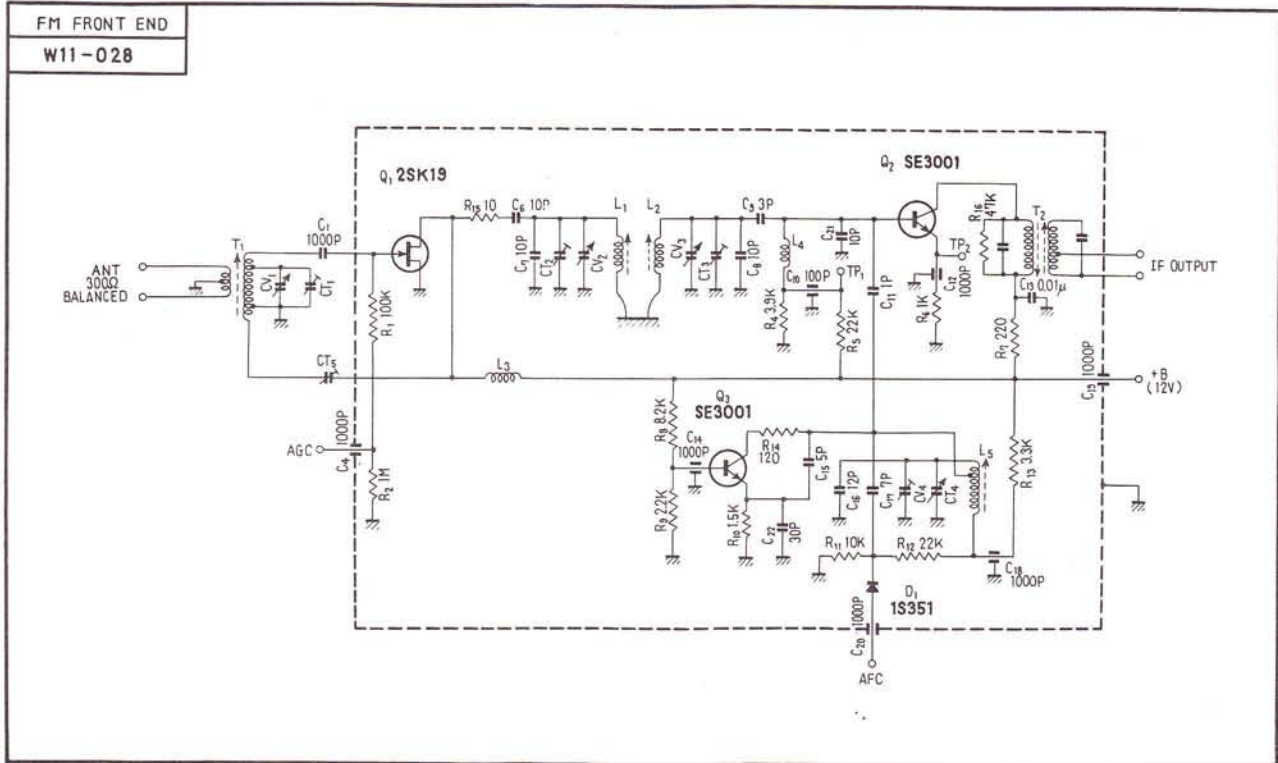 FM FRONT END
W11-028
Q1 2SK19
Q2 SE3001
R15 10
C6 10P
L1
L2
C9 3P
C7 10P
CT2
CV2
CV3
CT3
C8 10P
L4
C21 10P
TP1
C10 100P
R4 3.9K
R5 22K
C11 1P
TP2
C12 1000P
R6 1K
R16 47K
T2
IF OUTPUT
C13 0.01μ
R7 220
C1 1000P
T1
CV1
CT1
ANT
300Ω
BALANCED
R1 100K
CT5
L3
C19 1000P
+B
(12V)
AGC
C4 1000P
R2 1M
R8 8.2K
Q3
SE3001
C14
1000P
R14
120
C15 5P
R9 2.2K
R10 1.5K
C22 30P
C16 12P
C17 7P
CV4
CT4
L5
R13 3.3K
R11 10K
R12 22K
C18
1000P
D1
1S351
C20 1000P
AFC